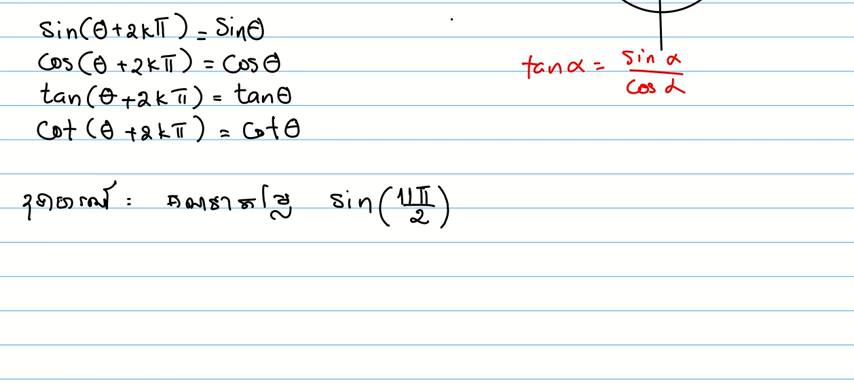 sin(θ+2kπ) = sinθ
cos(θ+2kπ) = cosθ
tan(θ+2kπ) = tanθ
cot(θ+2kπ) = cotθ
tanα = sinα/cosα
ឧទាហរណ៍: គណនាតម្លៃ sin(11π/2)